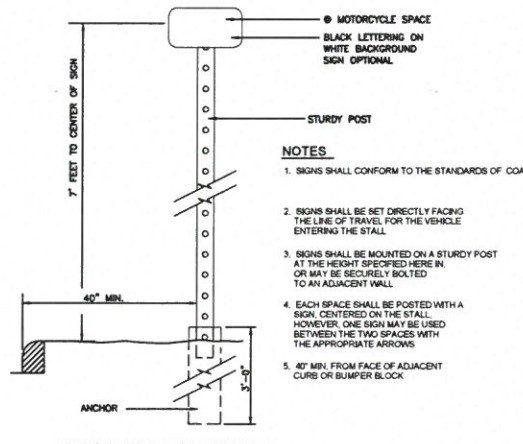 MOTORCYCLE SPACE
BLACK LETTERING ON
WHITE BACKGROUND
SIGN OPTIONAL
7" FEET TO CENTER OF SIGN
STURDY POST
NOTES
1. SIGNS SHALL CONFORM TO THE STANDARDS OF COA
2. SIGNS SHALL BE SET DIRECTLY FACING
THE LINE OF TRAVEL FOR THE VEHICLE
ENTERING THE STALL
3. SIGNS SHALL BE MOUNTED ON A STURDY POST
AT THE HEIGHT SPECIFIED HERE IN,
OR MAY BE SECURELY BOLTED
TO AN ADJACENT WALL
4. EACH SPACE SHALL BE POSTED WITH A
SIGN, CENTERED ON THE STALL,
HOWEVER, ONE SIGN MAY BE USED
BETWEEN THE TWO SPACES WITH
THE APPROPRIATE ARROWS
5. 40" MIN. FROM FACE OF ADJACENT
CURB OR BUMPER BLOCK
40" MIN.
3'-0"
ANCHOR